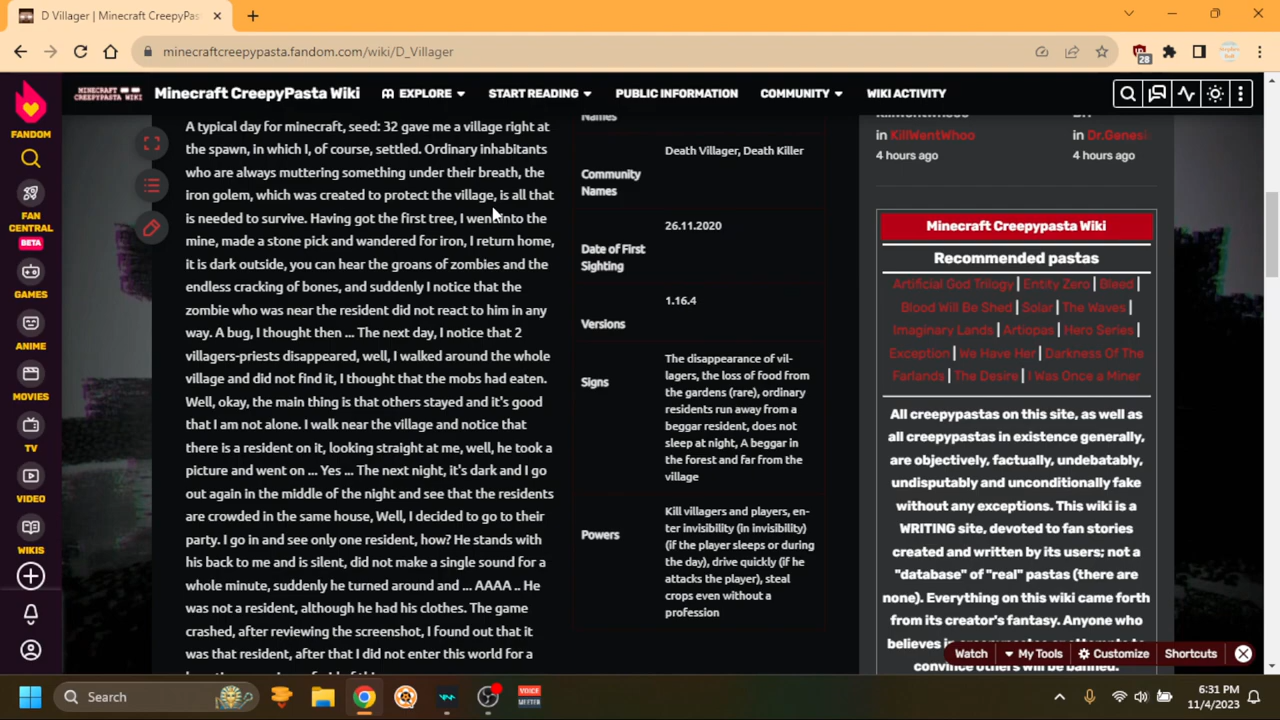 D Villager | Minecraft CreepyPas
minecraftcreepypasta.fandom.com/wiki/D_Villager
28
FANDOM
FAN CENTRAL
BETA
GAMES
ANIME
MOVIES
TV
VIDEO
WIKIS
MINECRAFT CREEPYPASTA WIKI
Minecraft CreepyPasta Wiki
EXPLORE
START READING
PUBLIC INFORMATION
COMMUNITY
WIKI ACTIVITY
A typical day for minecraft, seed: 32 gave me a village right at
the spawn, in which I, of course, settled. Ordinary inhabitants
who are always muttering something under their breath, the
iron golem, which was created to protect the village, is all that
is needed to survive. Having got the first tree, I went into the
mine, made a stone pick and wandered for iron, I return home,
it is dark outside, you can hear the groans of zombies and the
endless cracking of bones, and suddenly I notice that the
zombie who was near the resident did not react to him in any
way. A bug, I thought then ... The next day, I notice that 2
villagers-priests disappeared, well, I walked around the whole
village and did not find it, I thought that the mobs had eaten.
Well, okay, the main thing is that others stayed and it's good
that I am not alone. I walk near the village and notice that
there is a resident on it, looking straight at me, well, he took a
picture and went on ... Yes ... The next night, it's dark and I go
out again in the middle of the night and see that the residents
are crowded in the same house, Well, I decided to go to their
party. I go in and see only one resident, how? He stands with
his back to me and is silent, did not make a single sound for a
whole minute, suddenly he turned around and ... AAAA .. He
was not a resident, although he had his clothes. The game
crashed, after reviewing the screenshot, I found out that it
was that resident, after that I did not enter this world for a
Names
Death Villager, Death Killer
Community
Names
26.11.2020
Date of First
Sighting
1.16.4
Versions
The disappearance of vil-
lagers, the loss of food from
the gardens (rare), ordinary
residents run away from a
beggar resident, does not
sleep at night, A beggar in
the forest and far from the
village
Signs
Kill villagers and players, en-
ter invisibility (in invisibility)
(if the player sleeps or during
the day), drive quickly (if he
attacks the player), steal
crops even without a
profession
Powers
in KillWentWhoo
4 hours ago
in Dr.Genesi
4 hours ago
Minecraft Creepypasta Wiki
Recommended pastas
Artificial God Trilogy | Entity Zero | Bleed |
Blood Will Be Shed | Solar | The Waves |
Imaginary Lands | Artiopas | Hero Series |
Exception | We Have Her | Darkness Of The
Farlands | The Desire | I Was Once a Miner
All creepypastas on this site, as well as
all creepypastas in existence generally,
are objectively, factually, undebatably,
undisputably and unconditionally fake
without any exceptions. This wiki is a
WRITING site, devoted to fan stories
created and written by its users; not a
"database" of "real" pastas (there are
none). Everything on this wiki came forth
from its creator's fantasy. Anyone who
believes in creepypastas or attempts to
convince others will be banned.
Watch
My Tools
Customize
Shortcuts
Search
VOICE
MEETER
6:31 PM
11/4/2023